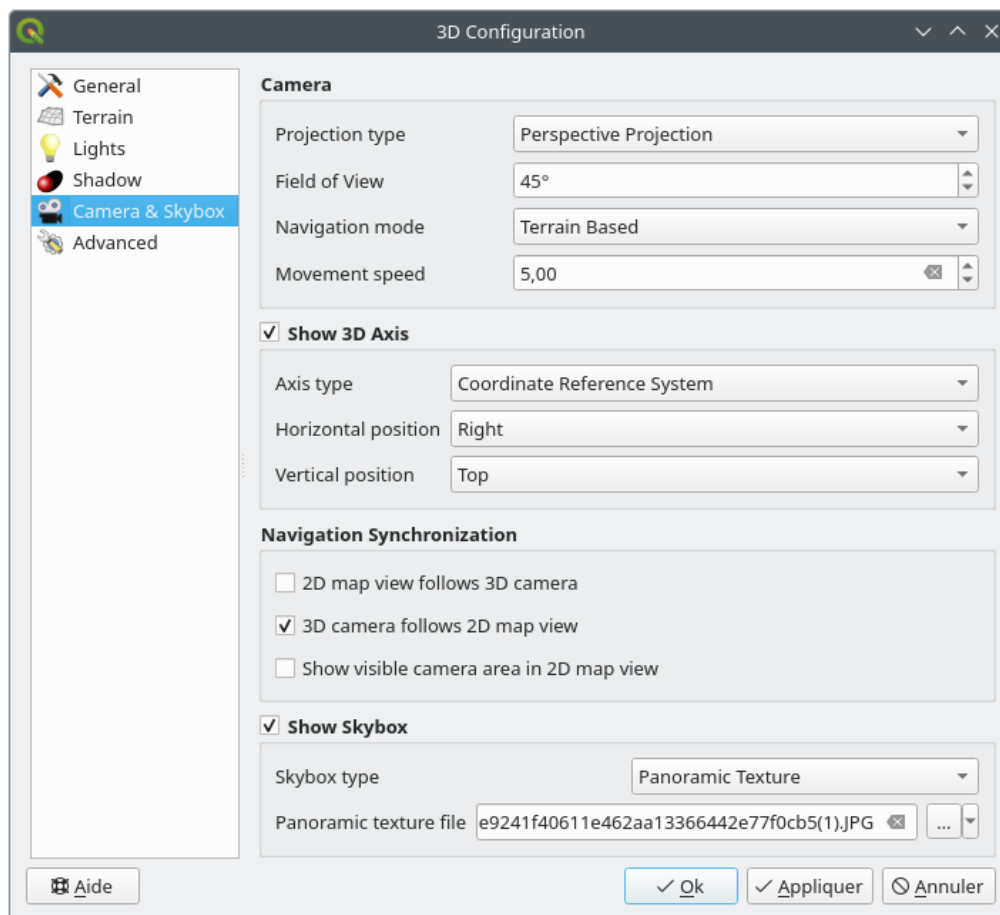 3D Configuration
General
Terrain
Lights
Shadow
Camera & Skybox
Advanced
Camera
Projection type Perspective Projection
Field of View 45°
Navigation mode Terrain Based
Movement speed 5,00
Show 3D Axis
Axis type Coordinate Reference System
Horizontal position Right
Vertical position Top
Navigation Synchronization
2D map view follows 3D camera
3D camera follows 2D map view
Show visible camera area in 2D map view
Show Skybox
Skybox type Panoramic Texture
Panoramic texture file e9241f40611e462aa13366442e77f0cb5(1).JPG ...
Aide Ok Appliquer Annuler